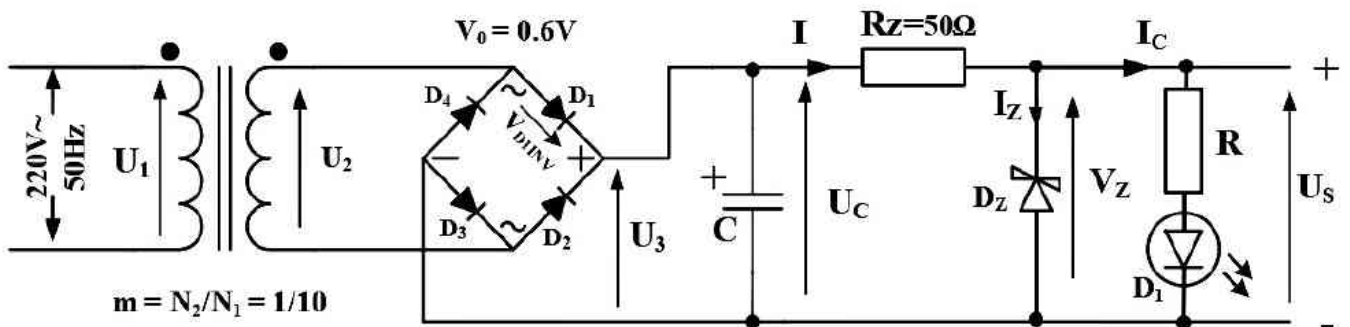 V₀ = 0.6V
I
Rz=50Ω
I_C
+
220V~
50Hz
U₁
U₂
D₄
D₁
~
V_D1INV
−
+
~
D₃
D₂
U₃
+
C
U_C
I_Z
D_Z
V_Z
R
D₁
U_S
-
m = N₂/N₁ = 1/10